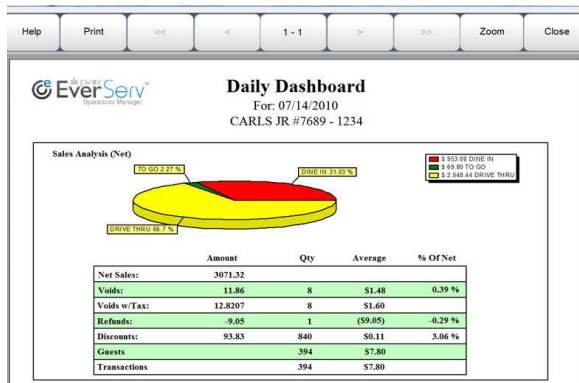 Help Print << < 1 - 1 > >> Zoom Close
EverServ
Operations Manager
Daily Dashboard
For: 07/14/2010
CARLS JR #7689 - 1234
Sales Analysis (Net)
TO GO 2.27 %
DINE IN 31.03 %
DRIVE THRU 66.7 %
$ 953.08 DINE IN
$ 69.80 TO GO
$ 2,048.44 DRIVE THRU
Amount Qty Average % Of Net
Net Sales: 3071.32
Voids: 11.86 8 $1.48 0.39 %
Voids w/Tax: 12.8207 8 $1.60
Refunds: -9.05 1 ($9.05) -0.29 %
Discounts: 93.83 840 $0.11 3.06 %
Guests 394 $7.80
Transactions 394 $7.80